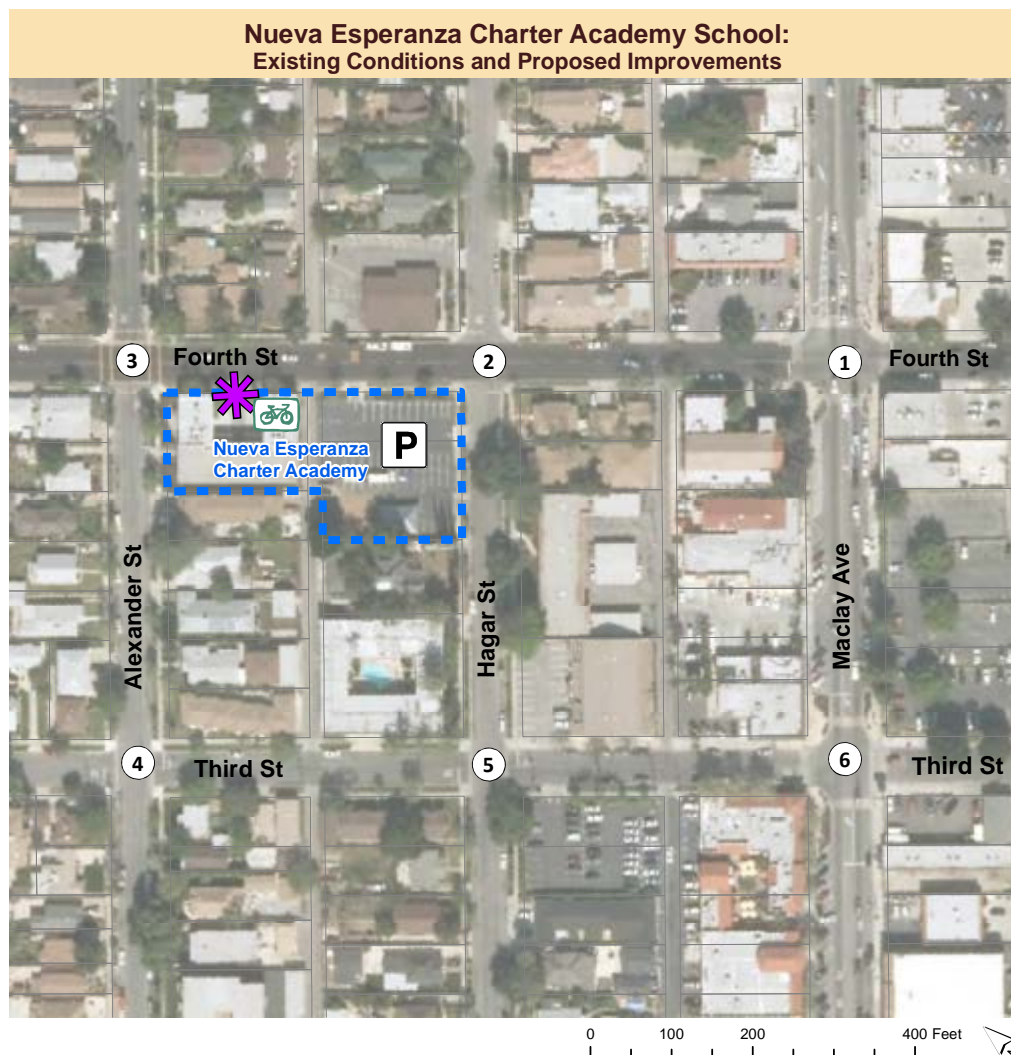 Nueva Esperanza Charter Academy School:
Existing Conditions and Proposed Improvements
3
Fourth St
2
1
Fourth St
P
Nueva Esperanza
Charter Academy
Alexander St
Hagar St
Maclay Ave
4
Third St
5
6
Third St
0 100 200 400 Feet